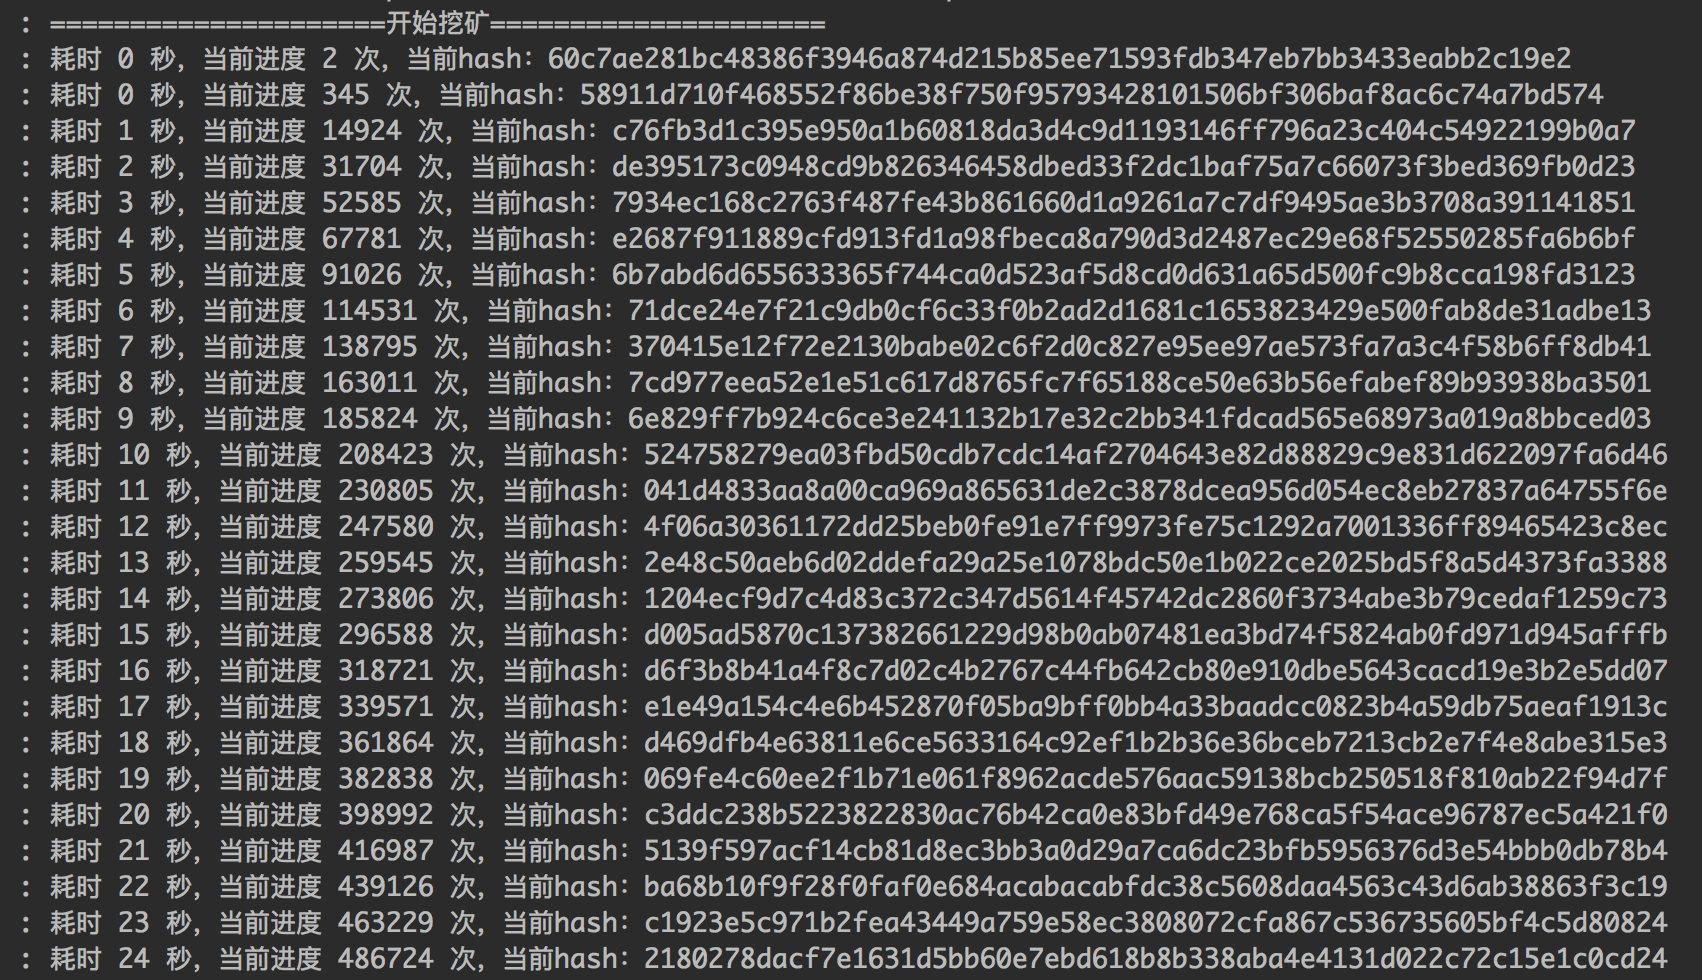 : =====================开始挖矿=====================
: 耗时 0 秒，当前进度 2 次，当前hash：60c7ae281bc48386f3946a874d215b85ee71593fdb347eb7bb3433eabb2c19e2
: 耗时 0 秒，当前进度 345 次，当前hash：58911d710f468552f86be38f750f95793428101506bf306baf8ac6c74a7bd574
: 耗时 1 秒，当前进度 14924 次，当前hash：c76fb3d1c395e950a1b60818da3d4c9d1193146ff796a23c404c54922199b0a7
: 耗时 2 秒，当前进度 31704 次，当前hash：de395173c0948cd9b826346458dbed33f2dc1baf75a7c66073f3bed369fb0d23
: 耗时 3 秒，当前进度 52585 次，当前hash：7934ec168c2763f487fe43b861660d1a9261a7c7df9495ae3b3708a391141851
: 耗时 4 秒，当前进度 67781 次，当前hash：e2687f911889cfd913fd1a98fbeca8a790d3d2487ec29e68f52550285fa6b6bf
: 耗时 5 秒，当前进度 91026 次，当前hash：6b7abd6d655633365f744ca0d523af5d8cd0d631a65d500fc9b8cca198fd3123
: 耗时 6 秒，当前进度 114531 次，当前hash：71dce24e7f21c9db0cf6c33f0b2ad2d1681c1653823429e500fab8de31adbe13
: 耗时 7 秒，当前进度 138795 次，当前hash：370415e12f72e2130babe02c6f2d0c827e95ee97ae573fa7a3c4f58b6ff8db41
: 耗时 8 秒，当前进度 163011 次，当前hash：7cd977eea52e1e51c617d8765fc7f65188ce50e63b56efabef89b93938ba3501
: 耗时 9 秒，当前进度 185824 次，当前hash：6e829ff7b924c6ce3e241132b17e32c2bb341fdcad565e68973a019a8bbced03
: 耗时 10 秒，当前进度 208423 次，当前hash：524758279ea03fbd50cdb7cdc14af2704643e82d88829c9e831d622097fa6d46
: 耗时 11 秒，当前进度 230805 次，当前hash：041d4833aa8a00ca969a865631de2c3878dcea956d054ec8eb27837a64755f6e
: 耗时 12 秒，当前进度 247580 次，当前hash：4f06a30361172dd25beb0fe91e7ff9973fe75c1292a7001336ff89465423c8ec
: 耗时 13 秒，当前进度 259545 次，当前hash：2e48c50aeb6d02ddefa29a25e1078bdc50e1b022ce2025bd5f8a5d4373fa3388
: 耗时 14 秒，当前进度 273806 次，当前hash：1204ecf9d7c4d83c372c347d5614f45742dc2860f3734abe3b79cedaf1259c73
: 耗时 15 秒，当前进度 296588 次，当前hash：d005ad5870c137382661229d98b0ab07481ea3bd74f5824ab0fd971d945afffb
: 耗时 16 秒，当前进度 318721 次，当前hash：d6f3b8b41a4f8c7d02c4b2767c44fb642cb80e910dbe5643cacd19e3b2e5dd07
: 耗时 17 秒，当前进度 339571 次，当前hash：e1e49a154c4e6b452870f05ba9bff0bb4a33baadcc0823b4a59db75aeaf1913c
: 耗时 18 秒，当前进度 361864 次，当前hash：d469dfb4e63811e6ce5633164c92ef1b2b36e36bceb7213cb2e7f4e8abe315e3
: 耗时 19 秒，当前进度 382838 次，当前hash：069fe4c60ee2f1b71e061f8962acde576aac59138bcb250518f810ab22f94d7f
: 耗时 20 秒，当前进度 398992 次，当前hash：c3ddc238b5223822830ac76b42ca0e83bfd49e768ca5f54ace96787ec5a421f0
: 耗时 21 秒，当前进度 416987 次，当前hash：5139f597acf14cb81d8ec3bb3a0d29a7ca6dc23bfb5956376d3e54bbb0db78b4
: 耗时 22 秒，当前进度 439126 次，当前hash：ba68b10f9f28f0faf0e684acabacabfdc38c5608daa4563c43d6ab38863f3c19
: 耗时 23 秒，当前进度 463229 次，当前hash：c1923e5c971b2fea43449a759e58ec3808072cfa867c536735605bf4c5d80824
: 耗时 24 秒，当前进度 486724 次，当前hash：2180278dacf7e1631d5bb60e7ebd618b8b338aba4e4131d022c72c15e1c0cd24